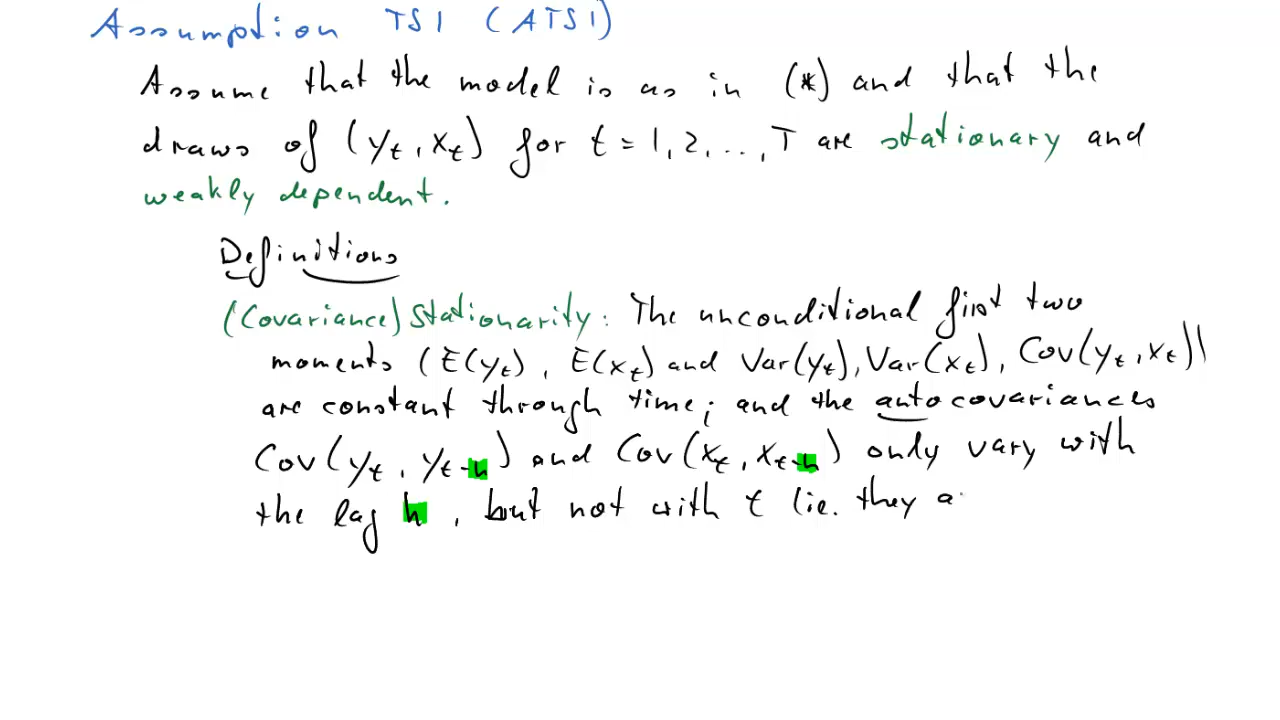 Assumption TS1 (ATS1)
Assume that the model is as in (*) and that the
draws of (yt, xt) for t = 1, 2, ..., T are stationary and
weakly dependent.
Definitions
(Covariance) Stationarity: The unconditional first two
moments (E(yt), E(xt) and Var(yt), Var(xt), Cov(yt, xt))
are constant through time; and the autocovariances
Cov(yt, yt-h) and Cov(xt, xt-h) only vary with
the lag h, but not with t (ie. they a